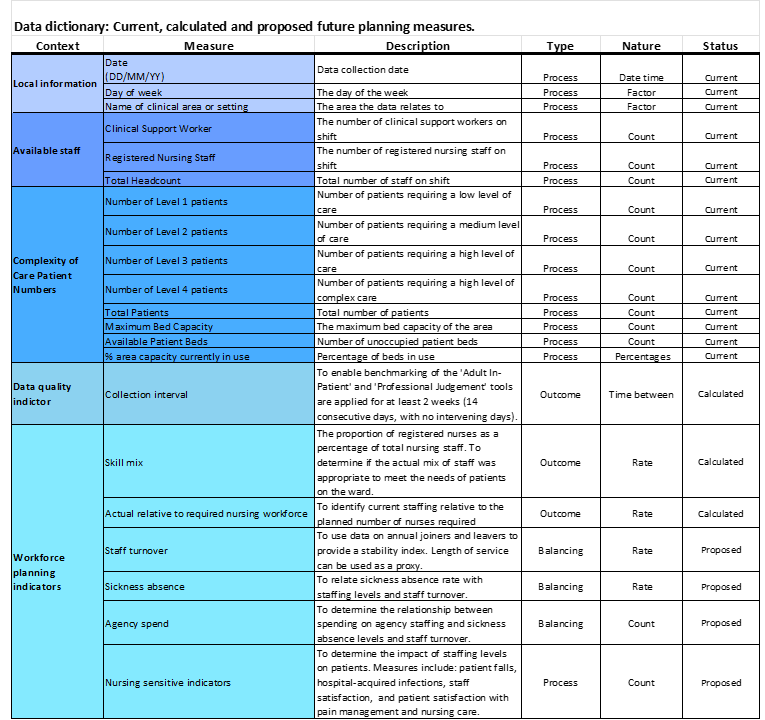 Data dictionary: Current, calculated and proposed future planning measures.
Context Measure Description Type Nature Status
Local information
Date
(DD/MM/YY) Data collection date Process Date time Current
Day of week The day of the week Process Factor Current
Name of clinical area or setting The area the data relates to Process Factor Current
Available staff
Clinical Support Worker The number of clinical support workers on
shift Process Count Current
Registered Nursing Staff The number of registered nursing staff on
shift Process Count Current
Total Headcount Total number of staff on shift Process Count Current
Complexity of
Care Patient
Numbers
Number of Level 1 patients Number of patients requiring a low level of
care Process Count Current
Number of Level 2 patients Number of patients requiring a medium level
of care Process Count Current
Number of Level 3 patients Number of patients requiring a high level of
care Process Count Current
Number of Level 4 patients Number of patients requiring a high level of
complex care Process Count Current
Total Patients Total number of patients Process Count Current
Maximum Bed Capacity The maximum bed capacity of the area Process Count Current
Available Patient Beds Number of unoccupied patient beds Process Count Current
% area capacity currently in use Percentage of beds in use Process Percentages Current
Data quality
indictor
Collection interval
To enable benchmarking of the 'Adult In-
Patient' and 'Professional Judgement' tools
are applied for at least 2 weeks (14
consecutive days, with no intervening days).
Outcome Time between Calculated
Workforce
planning
indicators
Skill mix
The proportion of registered nurses as a
percentage of total nursing staff. To
determine if the actual mix of staff was
appropriate to meet the needs of patients
on the ward.
Outcome Rate Calculated
Actual relative to required nursing workforce
To identify current staffing relative to the
planned number of nurses required
Outcome Rate Calculated
Staff turnover
To use data on annual joiners and leavers to
provide a stability index. Length of service
can be used as a proxy.
Balancing Rate Proposed
Sickness absence
To relate sickness absence rate with
staffing levels and staff turnover.
Balancing Rate Proposed
Agency spend
To determine the relationship between
spending on agency staffing and sickness
absence levels and staff turnover.
Balancing Count Proposed
Nursing sensitive indicators
To determine the impact of staffing levels
on patients. Measures include: patient falls,
hospital-acquired infections, staff
satisfaction, and patient satisfaction with
pain management and nursing care.
Process Count Proposed